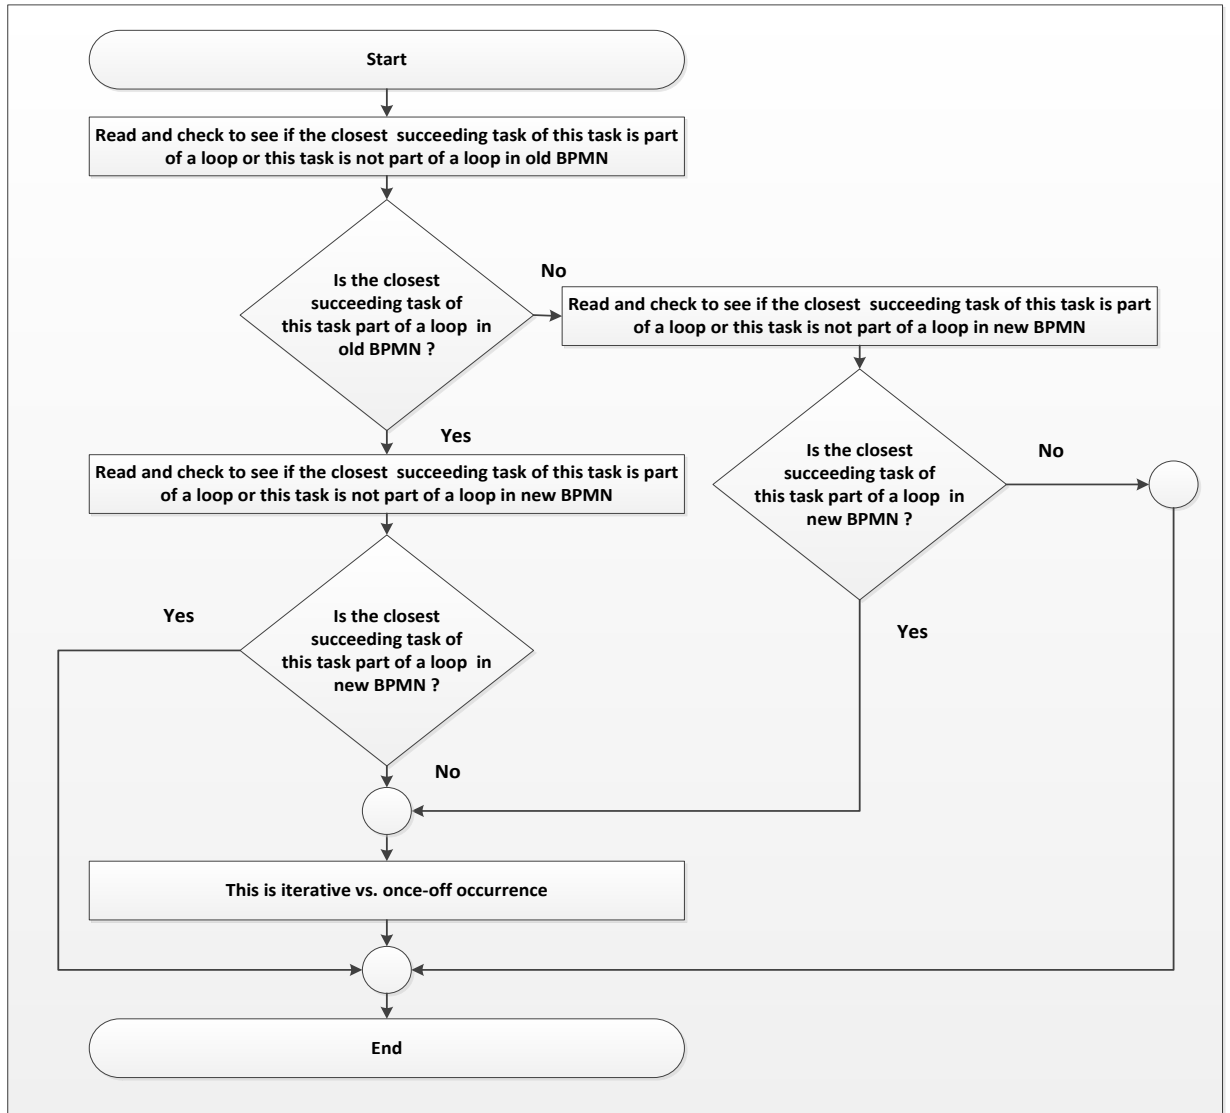 Start
Read and check to see if the closest succeeding task of this task is part
of a loop or this task is not part of a loop in old BPMN
Is the closest
succeeding task of
this task part of a loop in
old BPMN ?
No
Read and check to see if the closest succeeding task of this task is part
of a loop or this task is not part of a loop in new BPMN
Yes
Is the closest
succeeding task of
this task part of a loop in
new BPMN ?
No
Yes
Read and check to see if the closest succeeding task of this task is part
of a loop or this task is not part of a loop in new BPMN
Yes
Is the closest
succeeding task of
this task part of a loop in
new BPMN ?
No
This is iterative vs. once-off occurrence
End